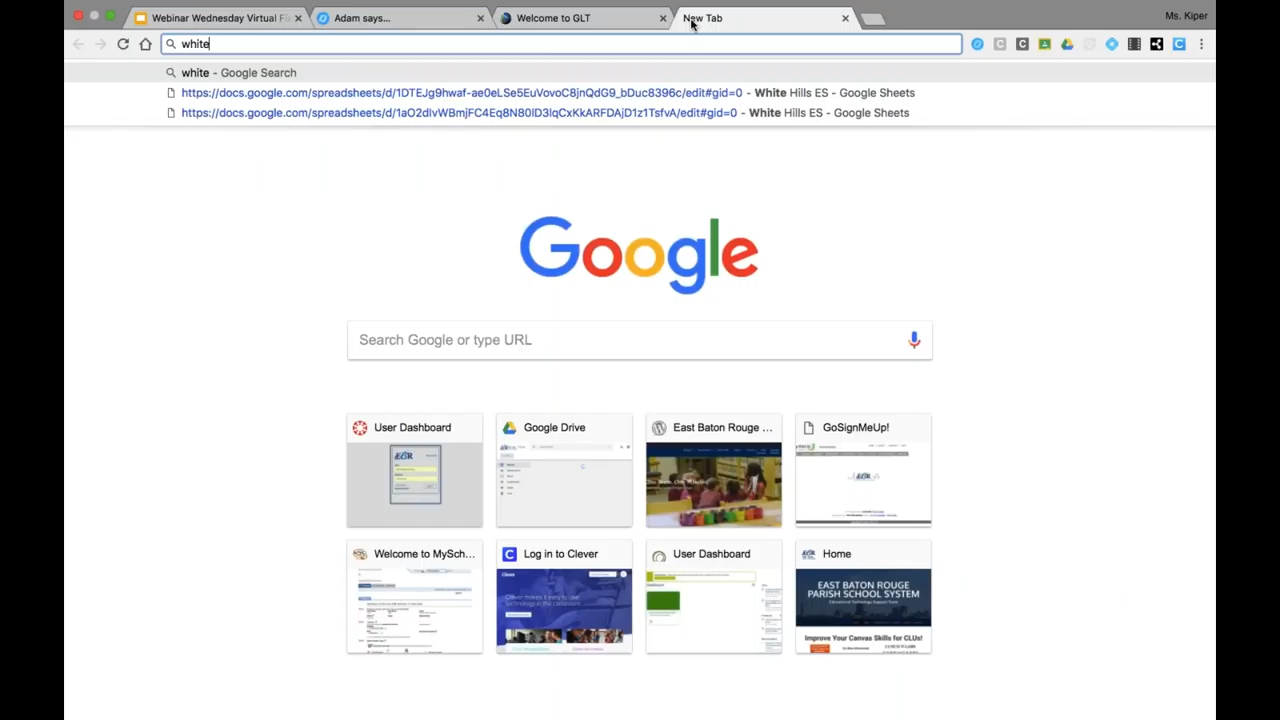 Webinar Wednesday Virtual Fi
Adam says...
Welcome to GLT
New Tab
Ms. Kiper
white
white - Google Search
https://docs.google.com/spreadsheets/d/1DTEJg9hwaf-ae0eLSe5EuVovoC8jnQdG9_bDuc8396c/edit#gid=0 - White Hills ES - Google Sheets
https://docs.google.com/spreadsheets/d/1aO2dIvWBmjFC4Eq8N80lD3lqCxKkARFDAjD1z1TsfvA/edit#gid=0 - White Hills ES - Google Sheets
Google
Search Google or type URL
User Dashboard
Google Drive
East Baton Rouge ...
GoSignMeUp!
Welcome to MySch...
Log in to Clever
User Dashboard
Home
EAST BATON ROUGE
PARISH SCHOOL SYSTEM
Improve Your Canvas Skills for CLUs!